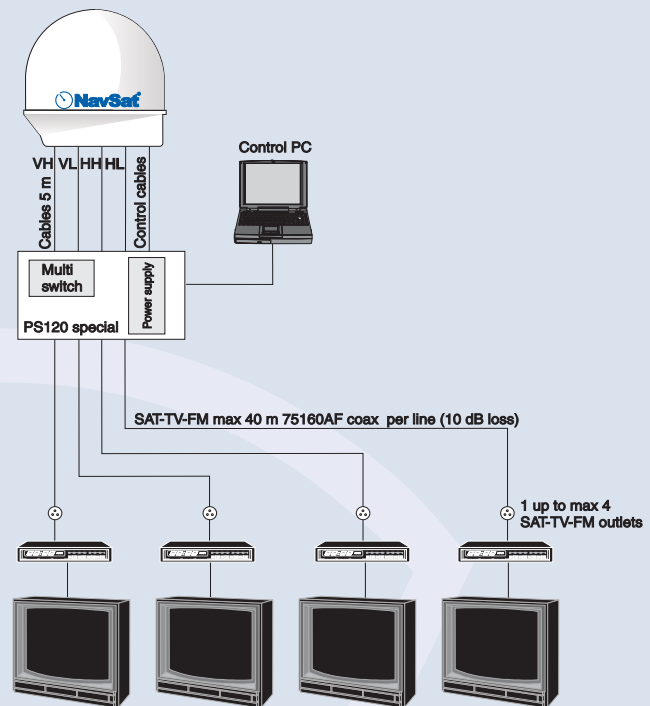 NavSat
Control PC
VH VL HH HL
Cables 5 m
Control cables
Multi
switch
Power supply
PS120 special
SAT-TV-FM max 40 m 75160AF coax per line (10 dB loss)
1 up to max 4
SAT-TV-FM outlets